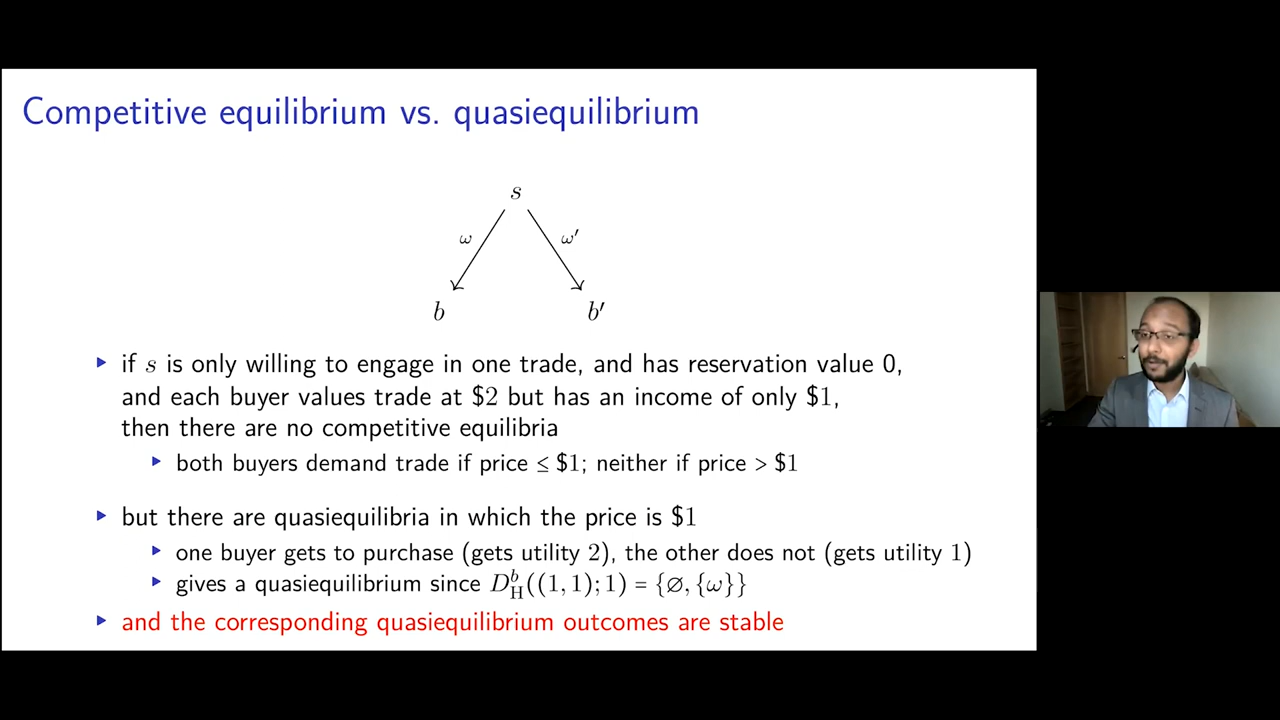 Competitive equilibrium vs. quasiequilibrium
s
ω ω′
b b′
▸ if s is only willing to engage in one trade, and has reservation value 0,
and each buyer values trade at $2 but has an income of only $1,
then there are no competitive equilibria
▸ both buyers demand trade if price ≤ $1; neither if price > $1
▸ but there are quasiequilibria in which the price is $1
▸ one buyer gets to purchase (gets utility 2), the other does not (gets utility 1)
▸ gives a quasiequilibrium since D_H^b((1, 1); 1) = {∅, {ω}}
▸ and the corresponding quasiequilibrium outcomes are stable